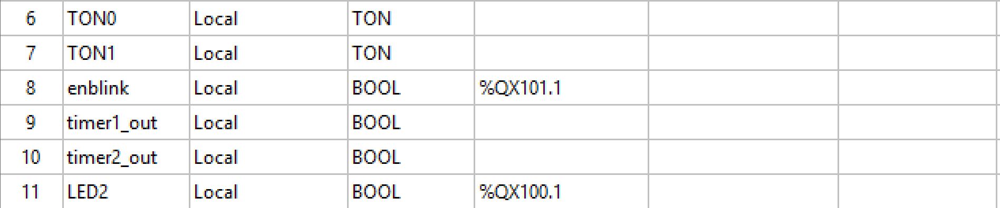 6 TON0 Local TON
7 TON1 Local TON
8 enblink Local BOOL %QX101.1
9 timer1_out Local BOOL
10 timer2_out Local BOOL
11 LED2 Local BOOL %QX100.1